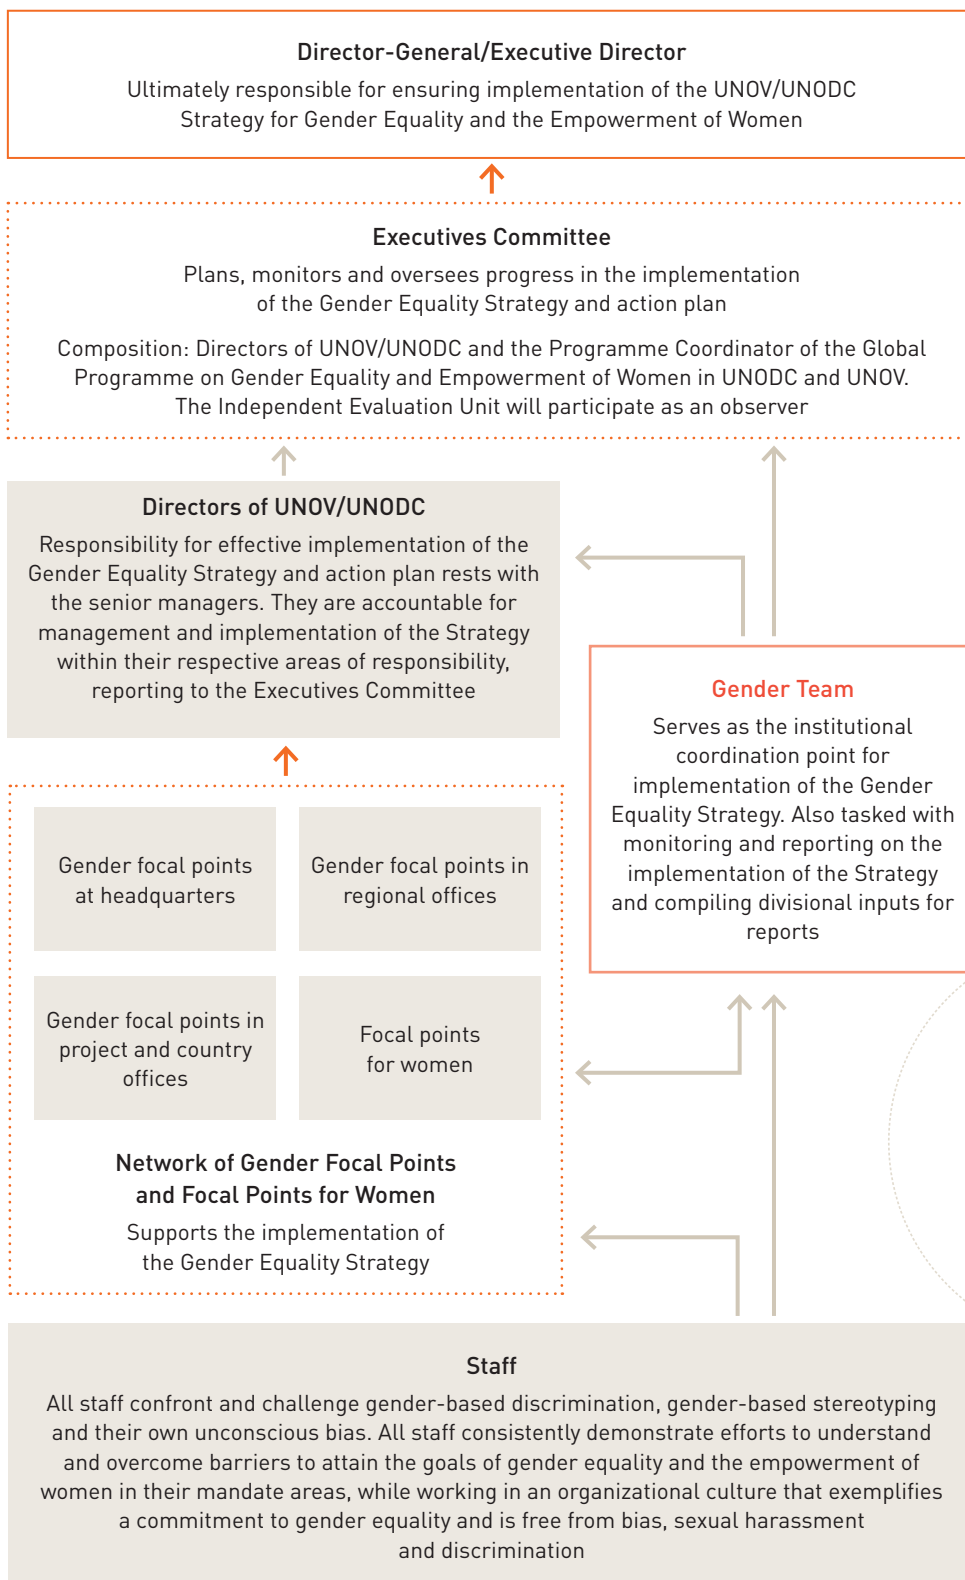 Director-General/Executive Director
Ultimately responsible for ensuring implementation of the UNOV/UNODC
Strategy for Gender Equality and the Empowerment of Women
Executives Committee
Plans, monitors and oversees progress in the implementation
of the Gender Equality Strategy and action plan
Composition: Directors of UNOV/UNODC and the Programme Coordinator of the Global
Programme on Gender Equality and Empowerment of Women in UNODC and UNOV.
The Independent Evaluation Unit will participate as an observer
Directors of UNOV/UNODC
Responsibility for effective implementation of the
Gender Equality Strategy and action plan rests with
the senior managers. They are accountable for
management and implementation of the Strategy
within their respective areas of responsibility,
reporting to the Executives Committee
Gender Team
Serves as the institutional
coordination point for
implementation of the Gender
Equality Strategy. Also tasked with
monitoring and reporting on the
implementation of the Strategy
and compiling divisional inputs for
reports
Gender focal points
at headquarters
Gender focal points in
regional offices
Gender focal points in
project and country
offices
Focal points
for women
Network of Gender Focal Points
and Focal Points for Women
Supports the implementation of
the Gender Equality Strategy
Staff
All staff confront and challenge gender-based discrimination, gender-based stereotyping
and their own unconscious bias. All staff consistently demonstrate efforts to understand
and overcome barriers to attain the goals of gender equality and the empowerment of
women in their mandate areas, while working in an organizational culture that exemplifies
a commitment to gender equality and is free from bias, sexual harassment
and discrimination